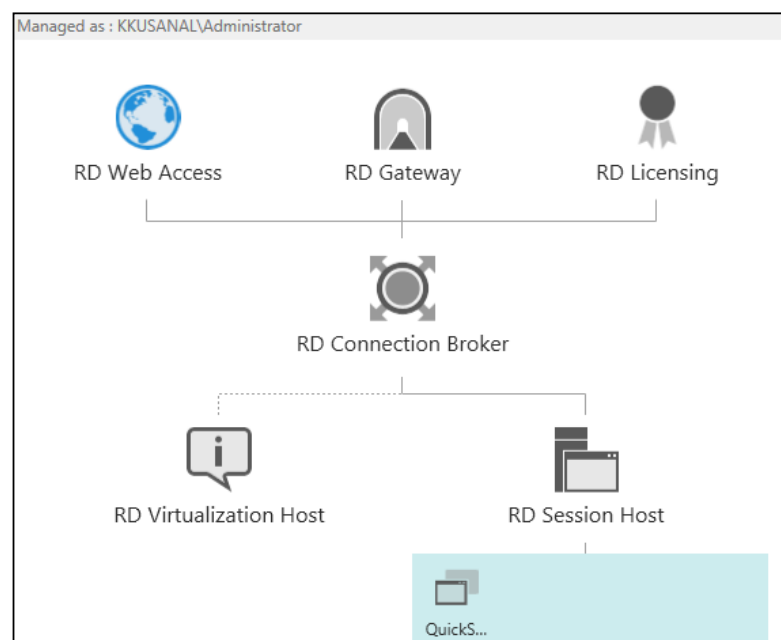 Managed as : KKUSANAL\Administrator
RD Web Access
RD Gateway
RD Licensing
RD Connection Broker
RD Virtualization Host
RD Session Host
QuickS...